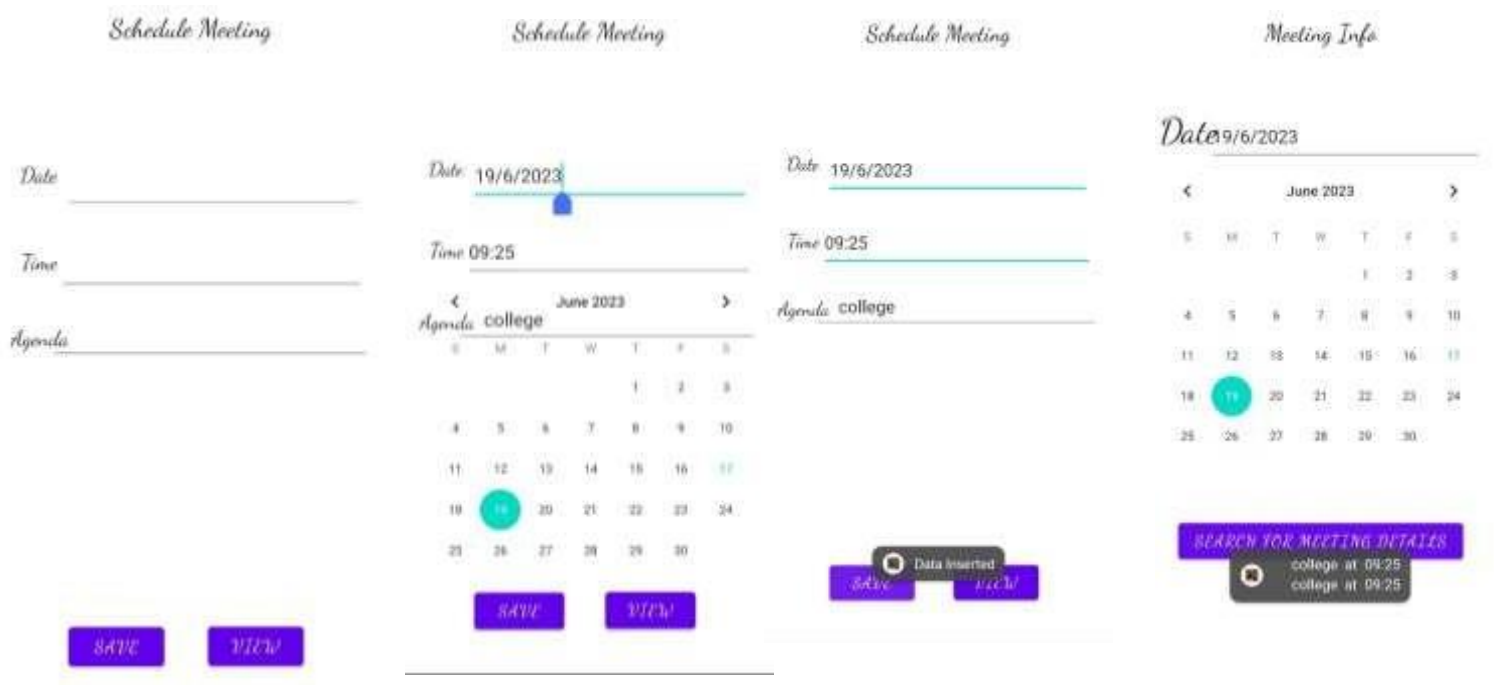 Schedule Meeting
Date
Time
Agenda
SAVE VIEW
Schedule Meeting
Date 19/6/2023
Time 09:25
June 2023
Agenda college
S M T W T F S
1 2 3
4 5 6 7 8 9 10
11 12 13 14 15 16 17
18 19 20 21 22 23 24
25 26 27 28 29 30
SAVE VIEW
Schedule Meeting
Date 19/6/2023
Time 09:25
Agenda college
Data Inserted
SAVE VIEW
Meeting Info
Date 19/6/2023
June 2023
S M T W T F S
1 2 3
4 5 6 7 8 9 10
11 12 13 14 15 16 17
18 19 20 21 22 23 24
25 26 27 28 29 30
SEARCH FOR MEETING DETAILS
college at 09:25
college at 09:25